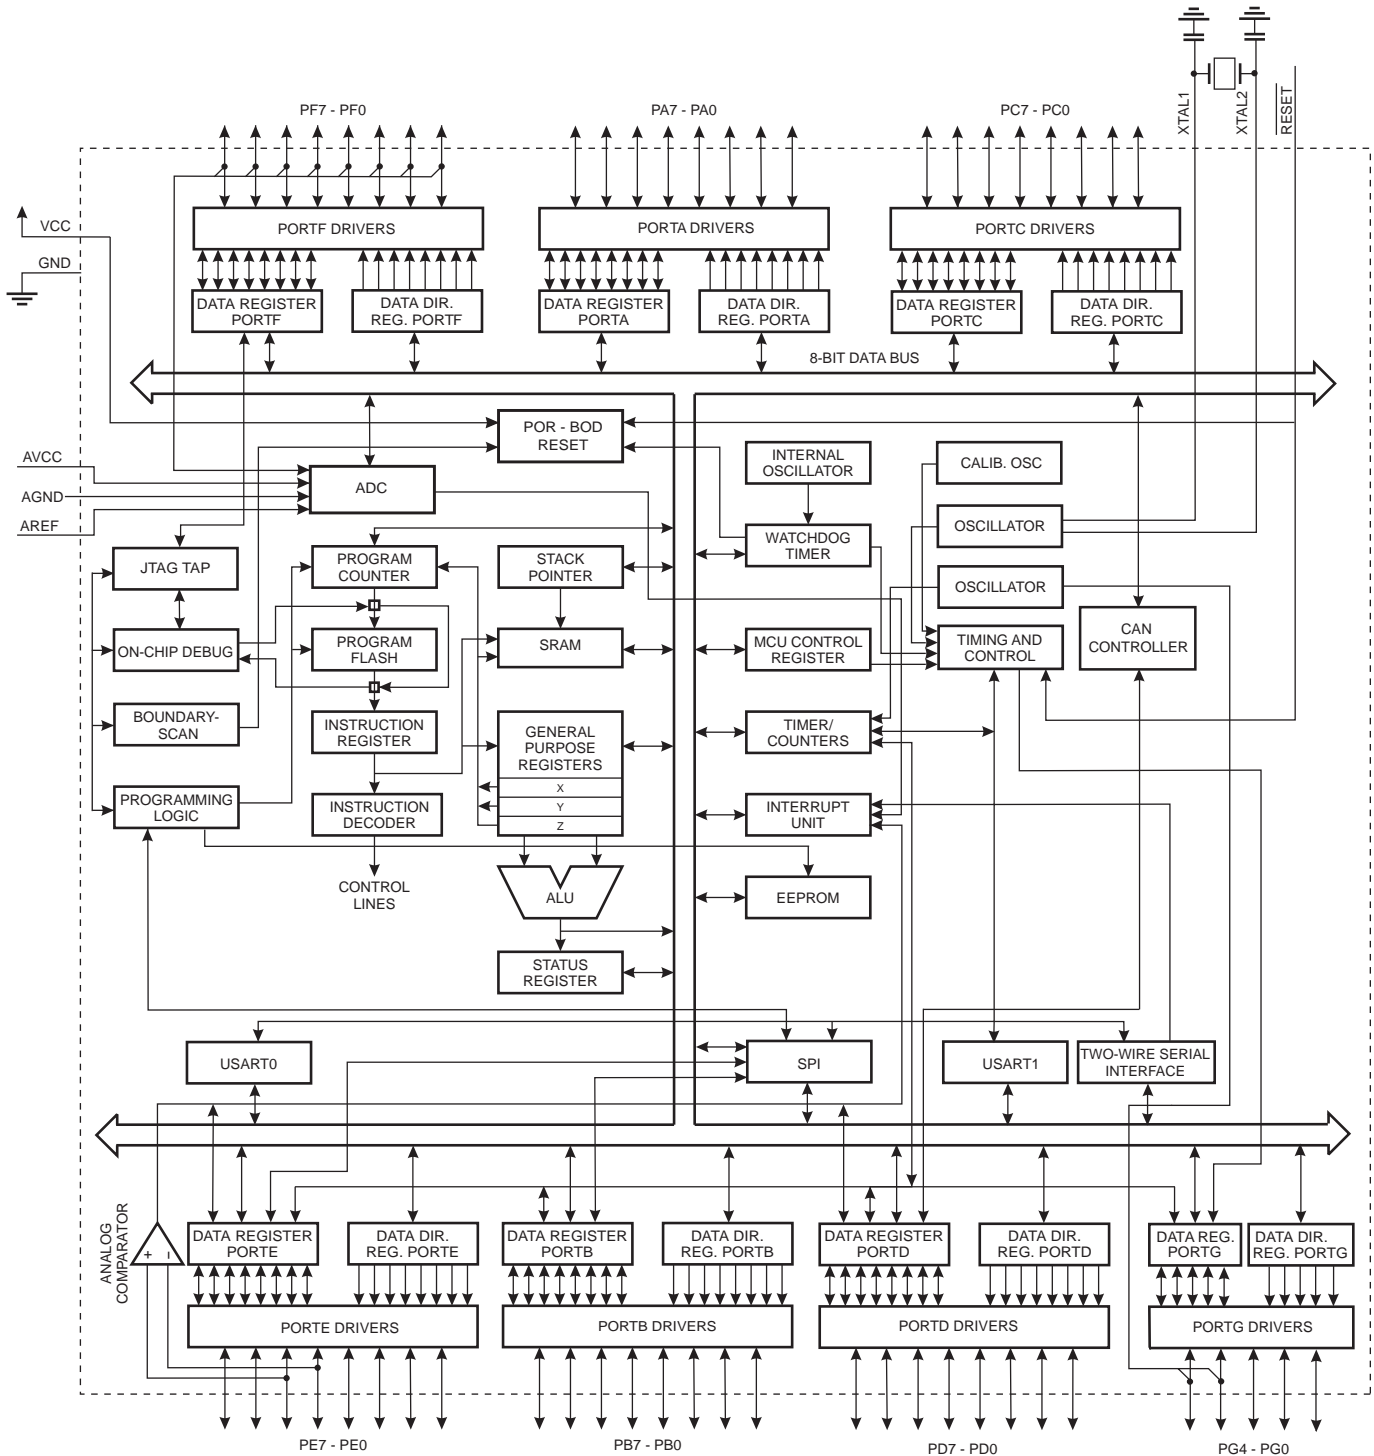 XTAL1
XTAL2
RESET
PF7 - PF0
PA7 - PA0
PC7 - PC0
VCC
GND
PORTF DRIVERS
PORTA DRIVERS
PORTC DRIVERS
DATA REGISTER
PORTF
DATA DIR.
REG. PORTF
DATA REGISTER
PORTA
DATA DIR.
REG. PORTA
DATA REGISTER
PORTC
DATA DIR.
REG. PORTC
8-BIT DATA BUS
POR - BOD
RESET
INTERNAL
OSCILLATOR
CALIB. OSC
AVCC
AGND
AREF
ADC
OSCILLATOR
WATCHDOG
TIMER
JTAG TAP
PROGRAM
COUNTER
STACK
POINTER
OSCILLATOR
ON-CHIP DEBUG
PROGRAM
FLASH
SRAM
MCU CONTROL
REGISTER
TIMING AND
CONTROL
CAN
CONTROLLER
BOUNDARY-
SCAN
INSTRUCTION
REGISTER
GENERAL
PURPOSE
REGISTERS
X
Y
Z
TIMER/
COUNTERS
PROGRAMMING
LOGIC
INSTRUCTION
DECODER
INTERRUPT
UNIT
CONTROL
LINES
ALU
EEPROM
STATUS
REGISTER
USART0
SPI
USART1
TWO-WIRE SERIAL
INTERFACE
ANALOG
COMPARATOR
+
-
DATA REGISTER
PORTE
DATA DIR.
REG. PORTE
DATA REGISTER
PORTB
DATA DIR.
REG. PORTB
DATA REGISTER
PORTD
DATA DIR.
REG. PORTD
DATA REG.
PORTG
DATA DIR.
REG. PORTG
PORTE DRIVERS
PORTB DRIVERS
PORTD DRIVERS
PORTG DRIVERS
PE7 - PE0
PB7 - PB0
PD7 - PD0
PG4 - PG0